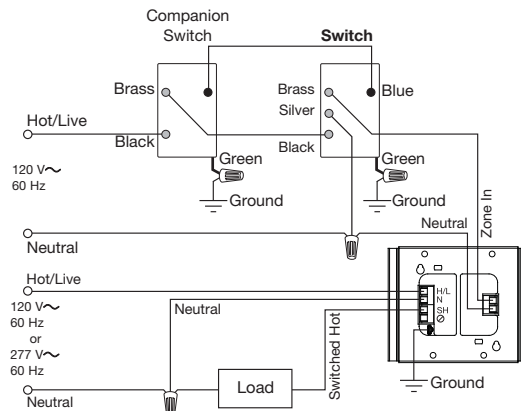 Companion
Switch
Switch
Brass
Brass
Blue
Silver
Hot/Live
Black
Black
Green
Green
120 V~
60 Hz
Ground
Ground
Neutral
Zone In
Neutral
Hot/Live
H/L
N
SH
120 V~
60 Hz
or
277 V~
60 Hz
Neutral
Switched Hot
Load
Ground
Neutral